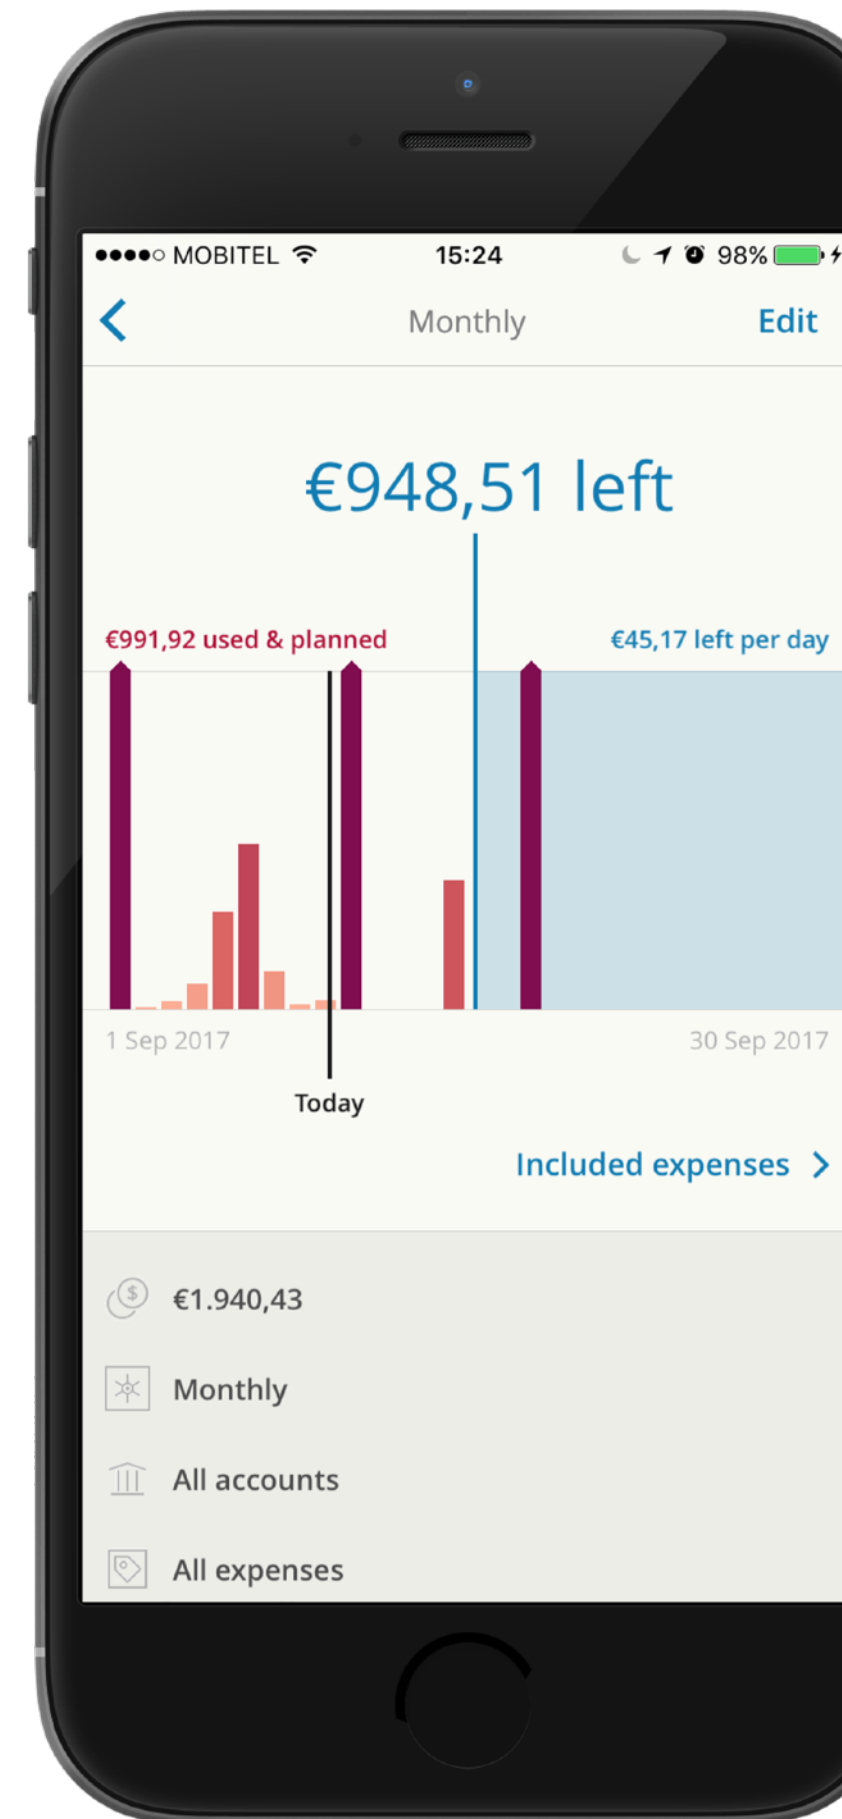 MOBITEL 15:24 98%
Monthly Edit
€948,51 left
€991,92 used & planned €45,17 left per day
1 Sep 2017 30 Sep 2017
Today
Included expenses
€1.940,43
Monthly
All accounts
All expenses